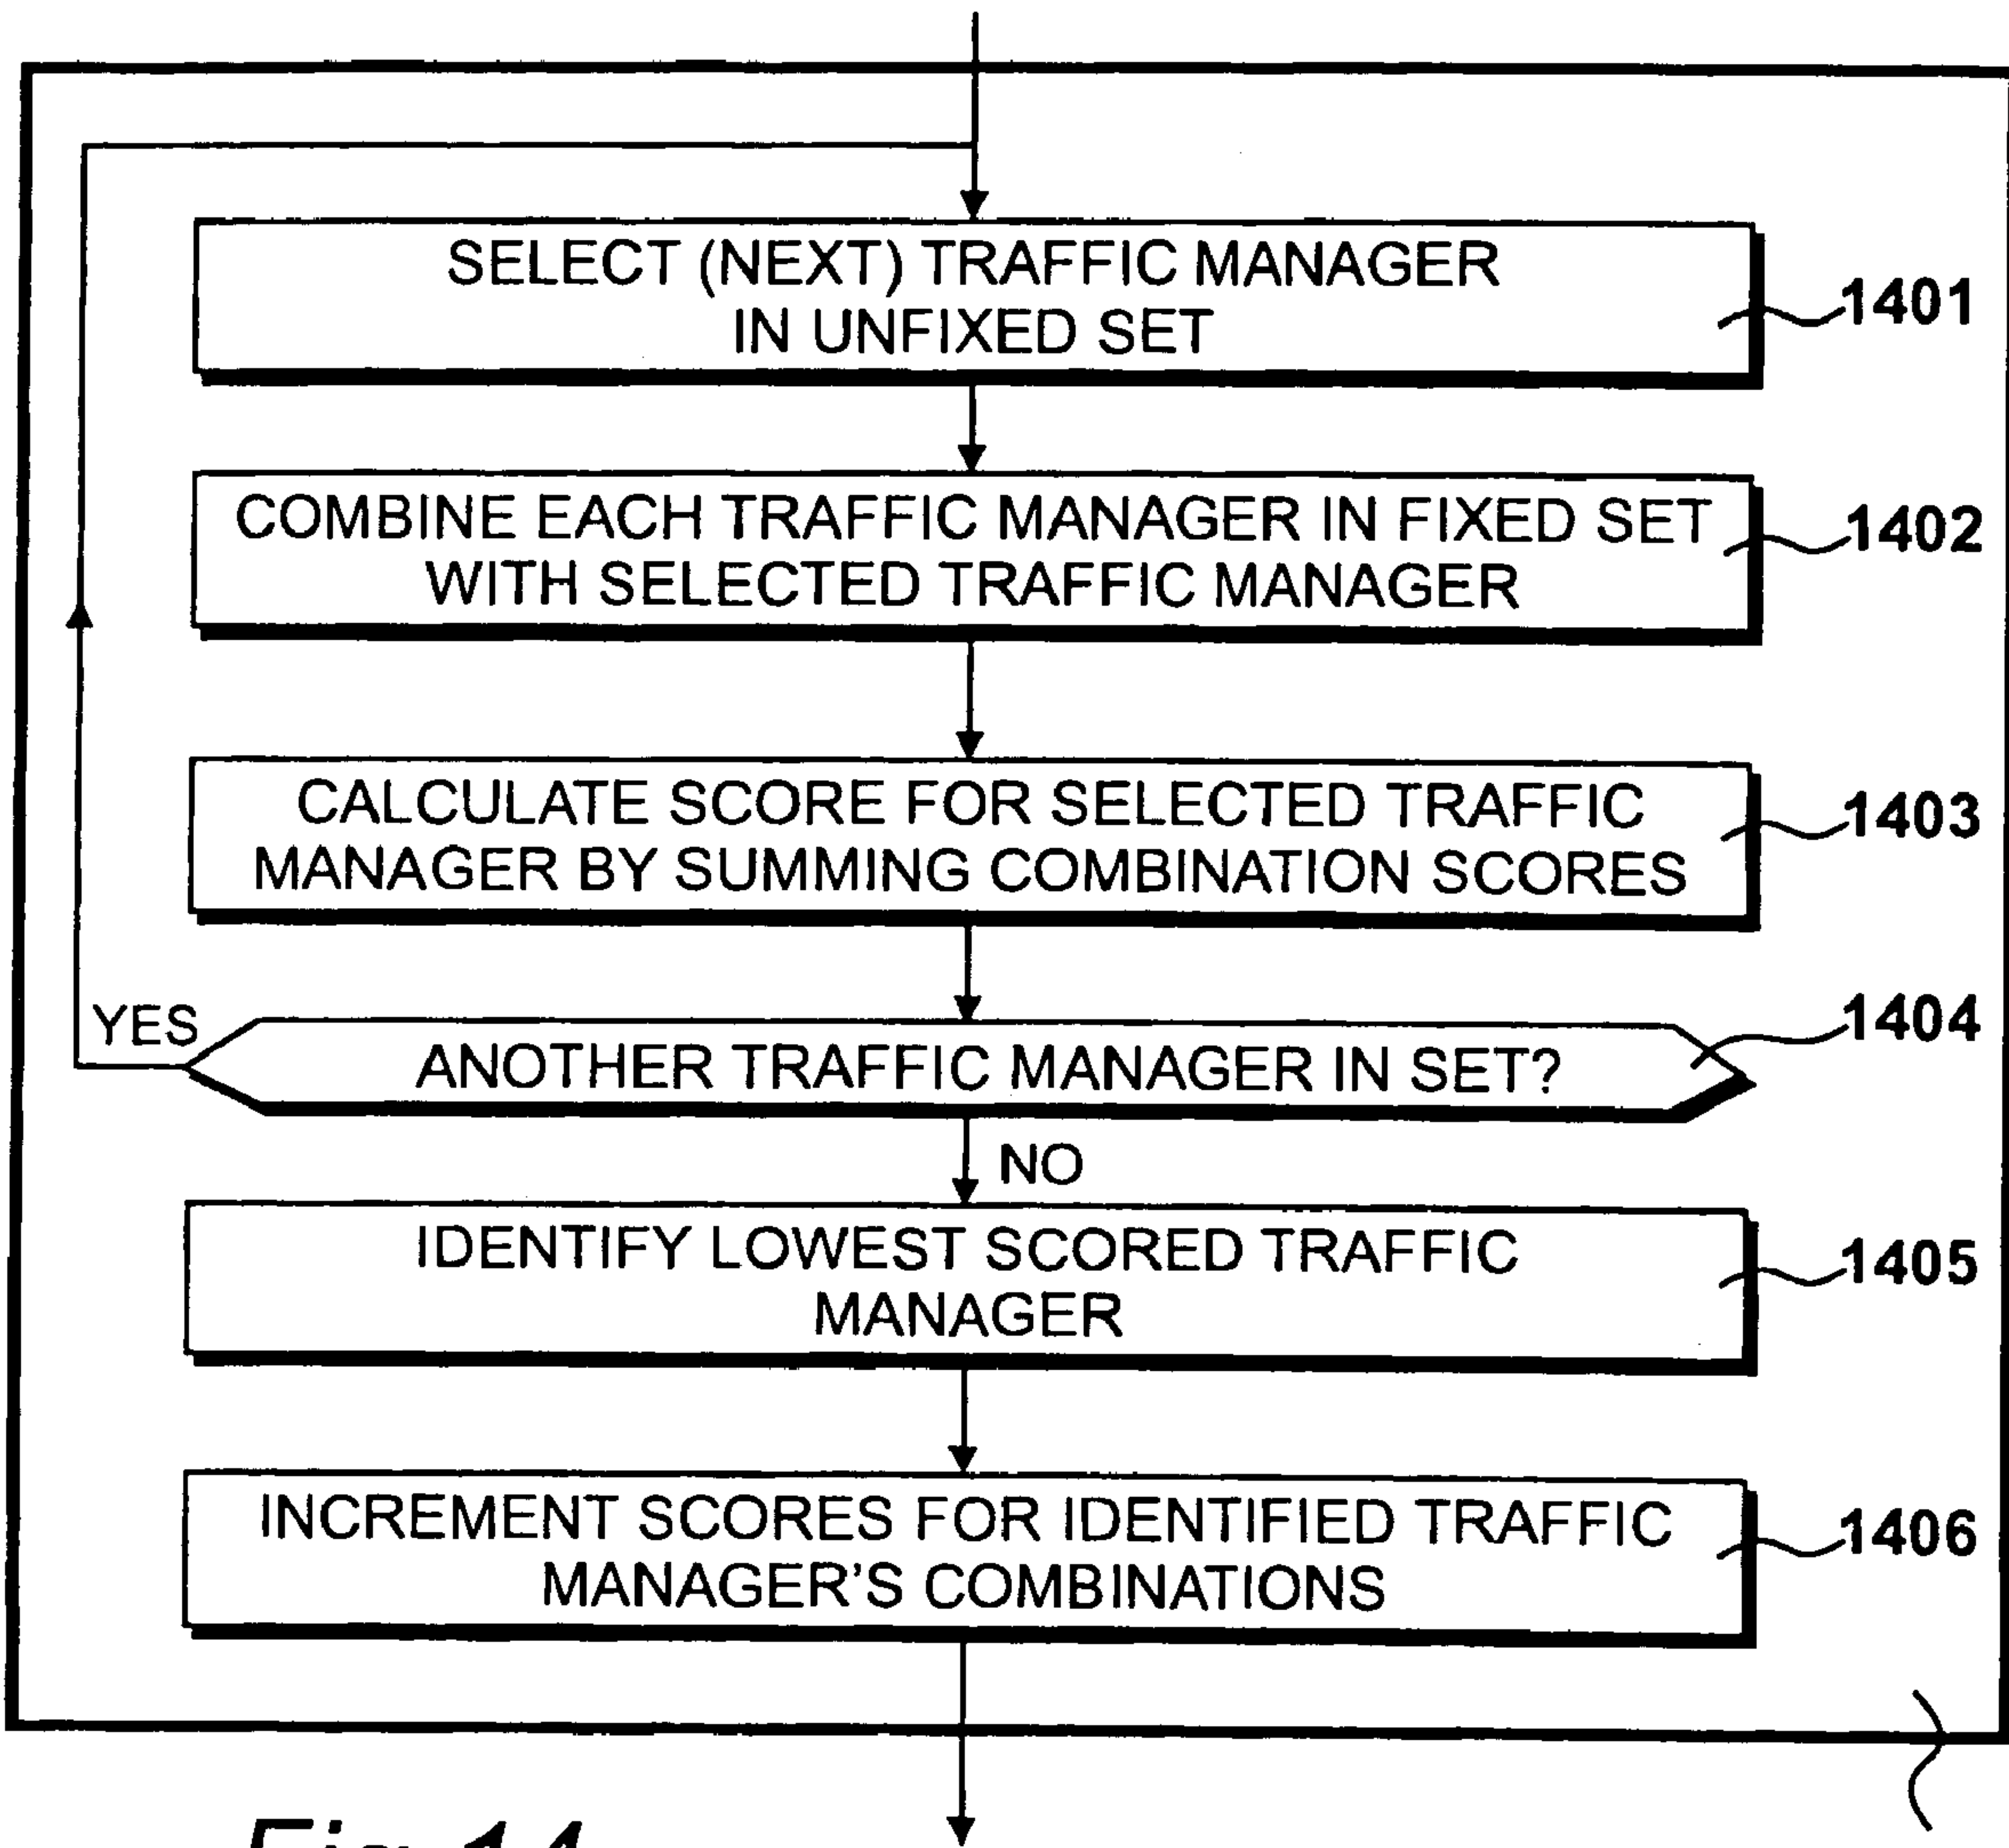 SELECT (NEXT) TRAFFIC MANAGER
IN UNFIXED SET
1401
COMBINE EACH TRAFFIC MANAGER IN FIXED SET
WITH SELECTED TRAFFIC MANAGER
1402
CALCULATE SCORE FOR SELECTED TRAFFIC
MANAGER BY SUMMING COMBINATION SCORES
1403
YES
ANOTHER TRAFFIC MANAGER IN SET?
1404
NO
IDENTIFY LOWEST SCORED TRAFFIC
MANAGER
1405
INCREMENT SCORES FOR IDENTIFIED TRAFFIC
MANAGER'S COMBINATIONS
1406
Fig 14